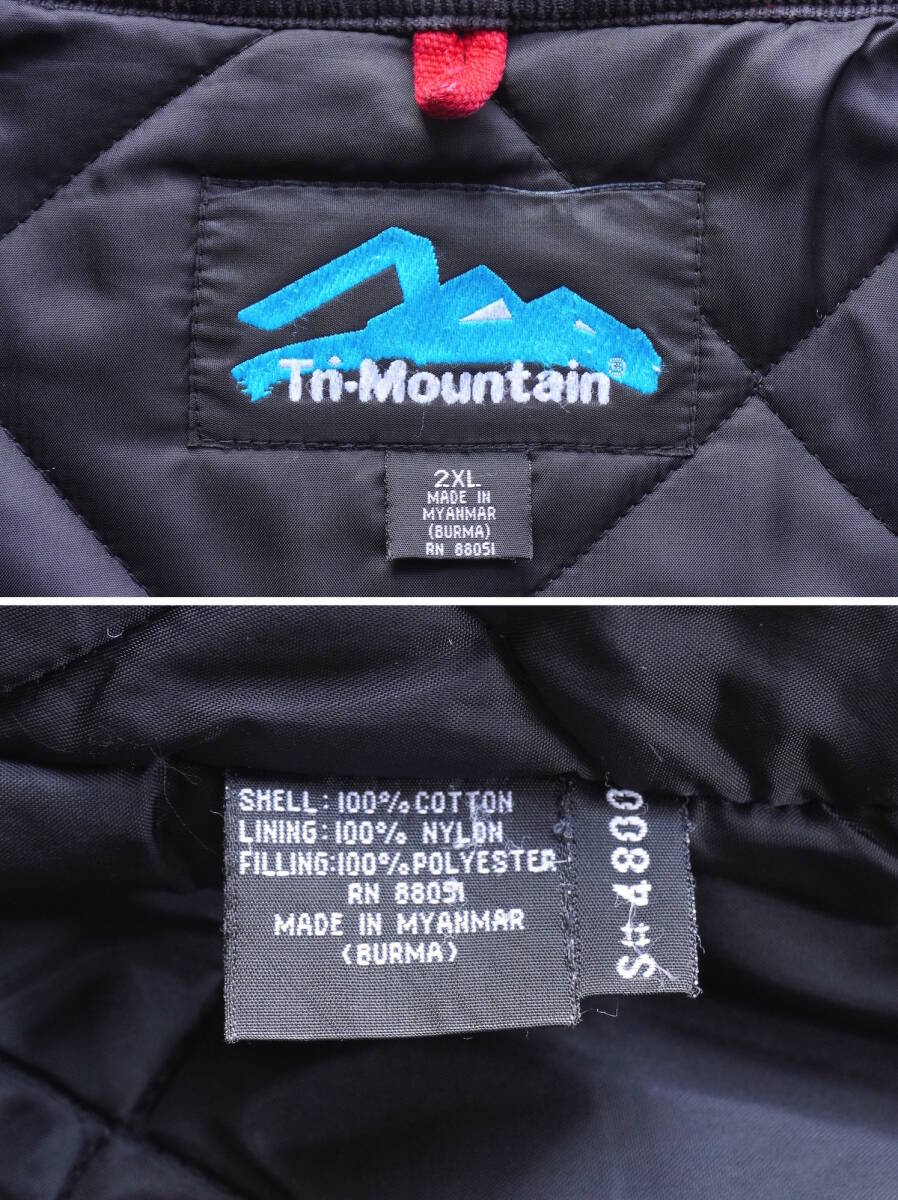 Tri-Mountain®
2XL
MADE IN
MYANMAR
(BURMA)
RN 88051
SHELL: 100% COTTON
LINING: 100% NYLON
FILLING: 100% POLYESTER
RN 88051
MADE IN MYANMAR
(BURMA)
S# 4800